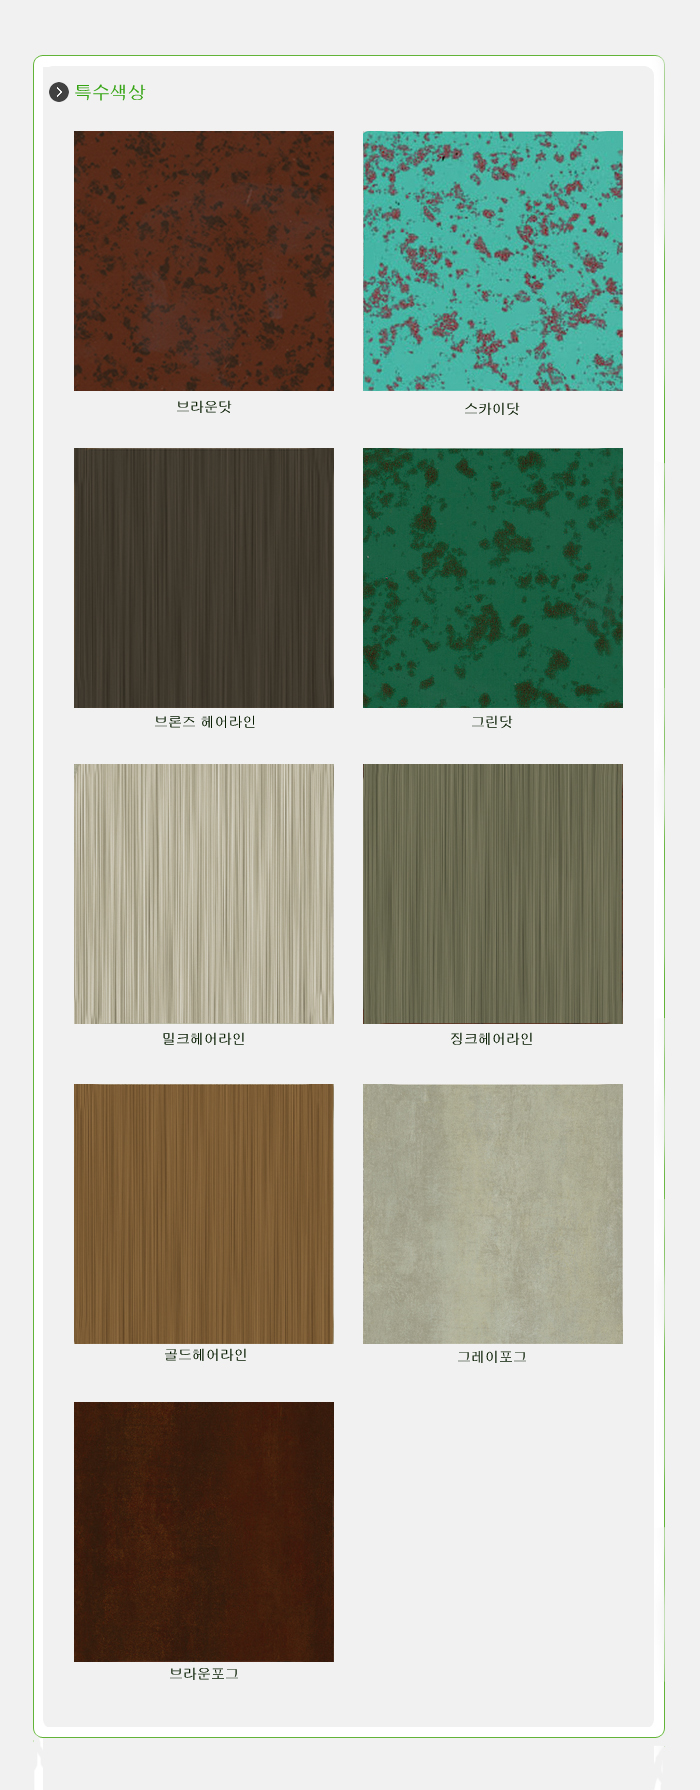 특수색상
브라운닷
스카이닷
브론즈 헤어라인
그린닷
밀크헤어라인
징크헤어라인
골드헤어라인
그레이포그
브라운포그